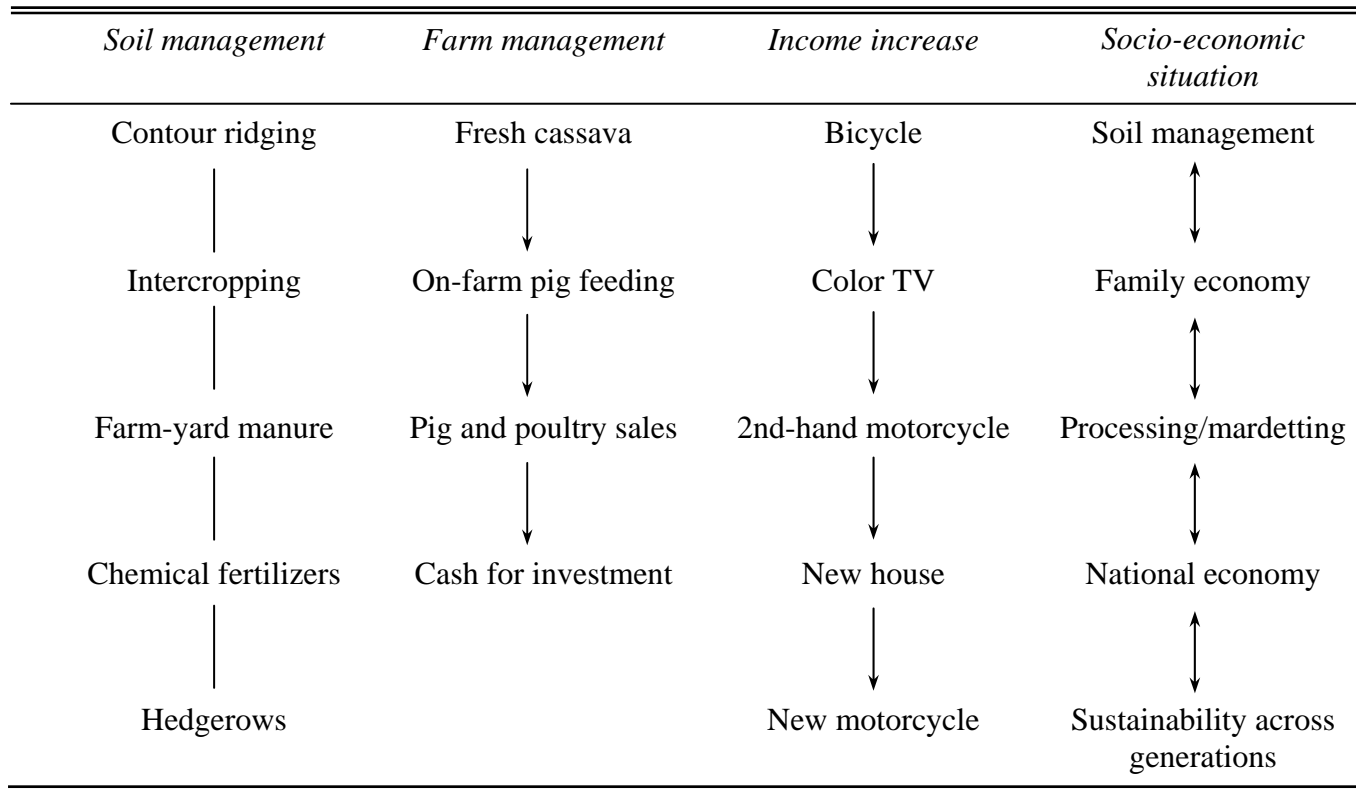 Soil management Farm management Income increase Socio-economic
situation
Contour ridging Fresh cassava Bicycle Soil management
Intercropping On-farm pig feeding Color TV Family economy
Farm-yard manure Pig and poultry sales 2nd-hand motorcycle Processing/mardetting
Chemical fertilizers Cash for investment New house National economy
Hedgerows New motorcycle Sustainability across
generations